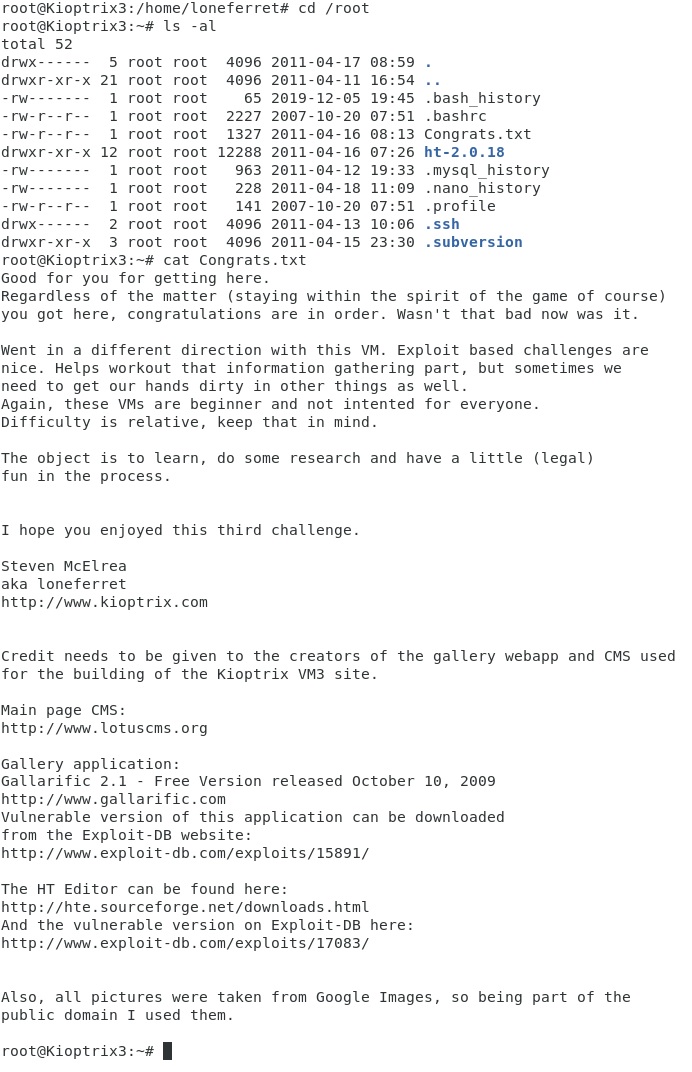 root@Kioptrix3:/home/loneferret# cd /root
root@Kioptrix3:~# ls -al
total 52
drwx------  5 root root  4096 2011-04-17 08:59 .
drwxr-xr-x 21 root root  4096 2011-04-11 16:54 ..
-rw-------  1 root root    65 2019-12-05 19:45 .bash_history
-rw-r--r--  1 root root  2227 2007-10-20 07:51 .bashrc
-rw-r--r--  1 root root  1327 2011-04-16 08:13 Congrats.txt
drwxr-xr-x 12 root root 12288 2011-04-16 07:26 ht-2.0.18
-rw-------  1 root root   963 2011-04-12 19:33 .mysql_history
-rw-------  1 root root   228 2011-04-18 11:09 .nano_history
-rw-r--r--  1 root root   141 2007-10-20 07:51 .profile
drwx------  2 root root  4096 2011-04-13 10:06 .ssh
drwxr-xr-x  3 root root  4096 2011-04-15 23:30 .subversion
root@Kioptrix3:~# cat Congrats.txt
Good for you for getting here.
Regardless of the matter (staying within the spirit of the game of course)
you got here, congratulations are in order. Wasn't that bad now was it.
Went in a different direction with this VM. Exploit based challenges are
nice. Helps workout that information gathering part, but sometimes we
need to get our hands dirty in other things as well.
Again, these VMs are beginner and not intented for everyone.
Difficulty is relative, keep that in mind.
The object is to learn, do some research and have a little (legal)
fun in the process.
I hope you enjoyed this third challenge.
Steven McElrea
aka loneferret
http://www.kioptrix.com
Credit needs to be given to the creators of the gallery webapp and CMS used
for the building of the Kioptrix VM3 site.
Main page CMS:
http://www.lotuscms.org
Gallery application:
Gallarific 2.1 - Free Version released October 10, 2009
http://www.gallarific.com
Vulnerable version of this application can be downloaded
from the Exploit-DB website:
http://www.exploit-db.com/exploits/15891/
The HT Editor can be found here:
http://hte.sourceforge.net/downloads.html
And the vulnerable version on Exploit-DB here:
http://www.exploit-db.com/exploits/17083/
Also, all pictures were taken from Google Images, so being part of the
public domain I used them.
root@Kioptrix3:~#